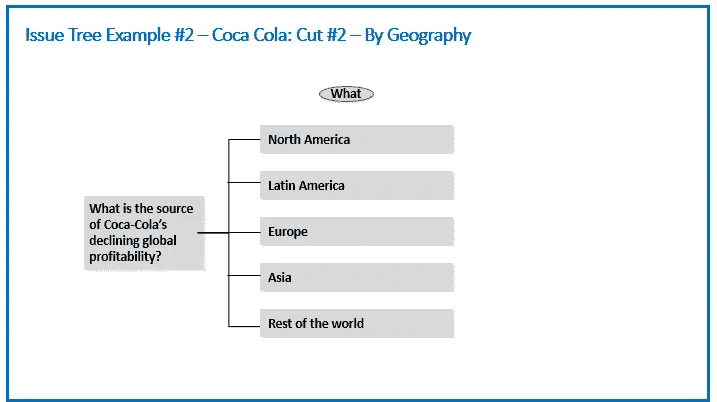 Issue Tree Example #2 – Coca Cola: Cut #2 – By Geography
What
North America
Latin America
What is the source
of Coca-Cola's
declining global
profitability?
Europe
Asia
Rest of the world